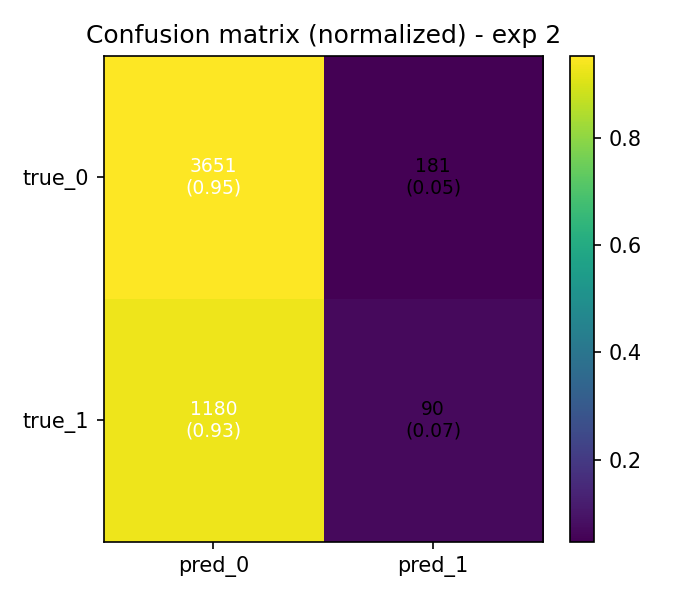 Confusion matrix (normalized) - exp 2
true_0
3651
(0.95)
181
(0.05)
true_1
1180
(0.93)
90
(0.07)
pred_0
pred_1
0.8
0.6
0.4
0.2